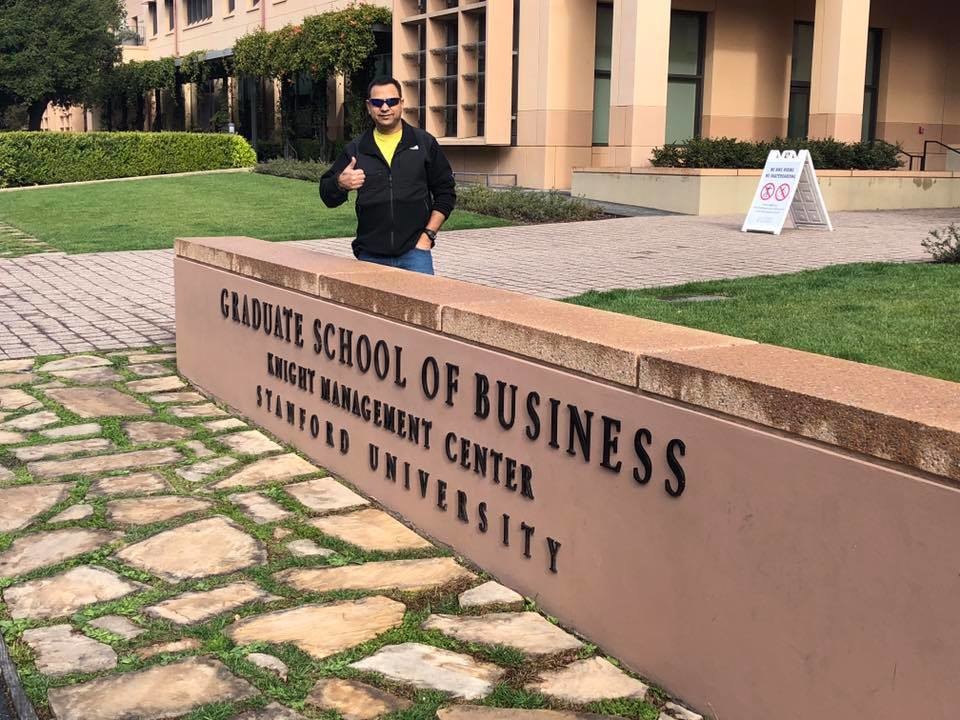 GRADUATE SCHOOL OF BUSINESS
KNIGHT MANAGEMENT CENTER
STANFORD UNIVERSITY